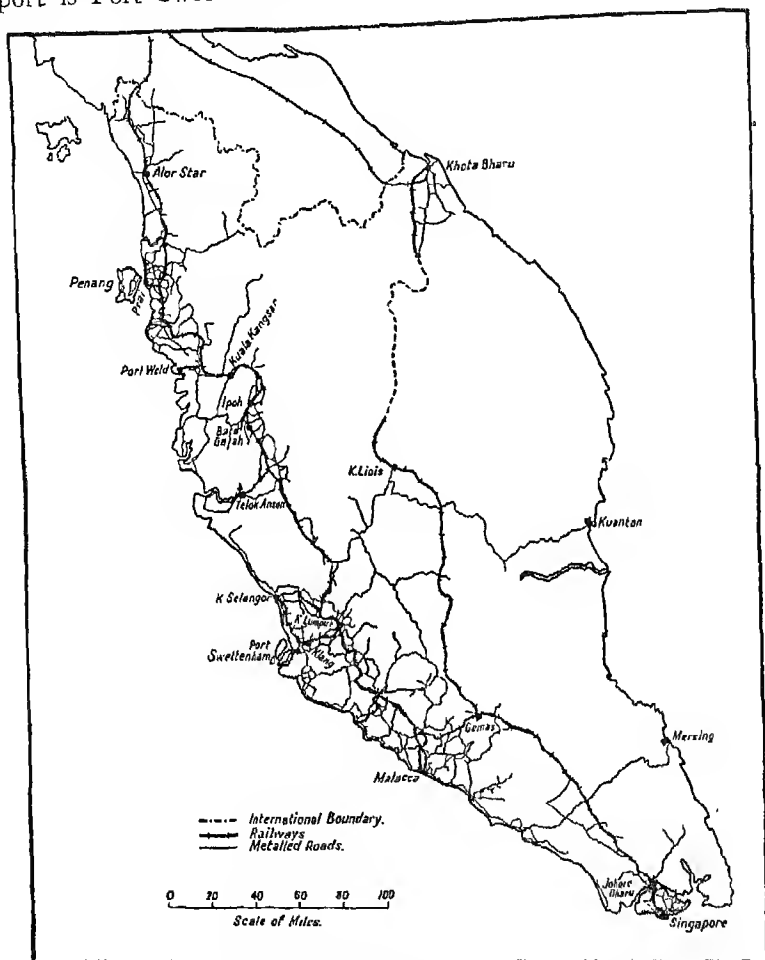 port is Port Swet
Alor Star
Khota Bharu
Penang
Prai
Kuala Kangsar
Port Weld
Ipoh
Batu
Gajah
K. Lipis
Telok Anson
Kuantan
K Selangor
K Lumpur
Port
Swettenham
Klang
Gemas
Mersing
Malacca
International Boundary.
Railways
Metalled Roads.
0 20 40 60 80 100
Scale of Miles.
Johore
Bharu
Singapore